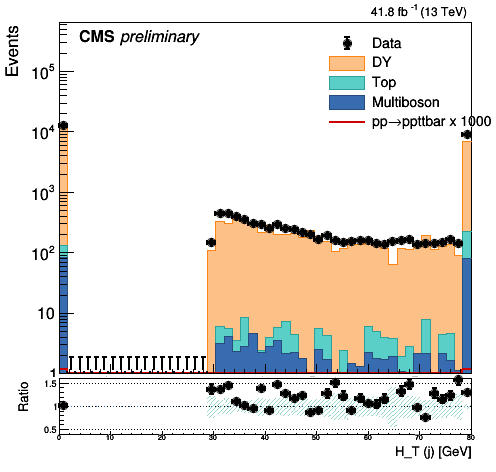 41.8 fb⁻¹ (13 TeV)
CMS preliminary
Events
Data
DY
Top
Multiboson
pp→ppttbar x 1000
10⁵
10⁴
10³
10²
10
1
Ratio
1.5
1
0.5
0 10 20 30 40 50 60 70 80
H_T (j) [GeV]